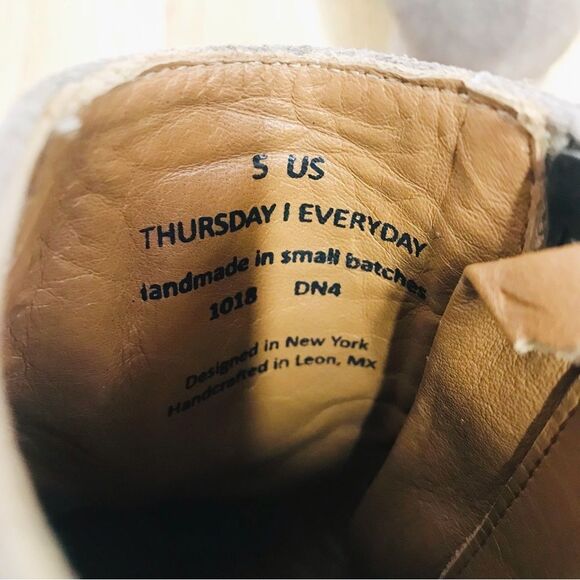 5 US
THURSDAY | EVERYDAY
Handmade in small batches
1018 DN4
Designed in New York
Handcrafted in Leon, MX